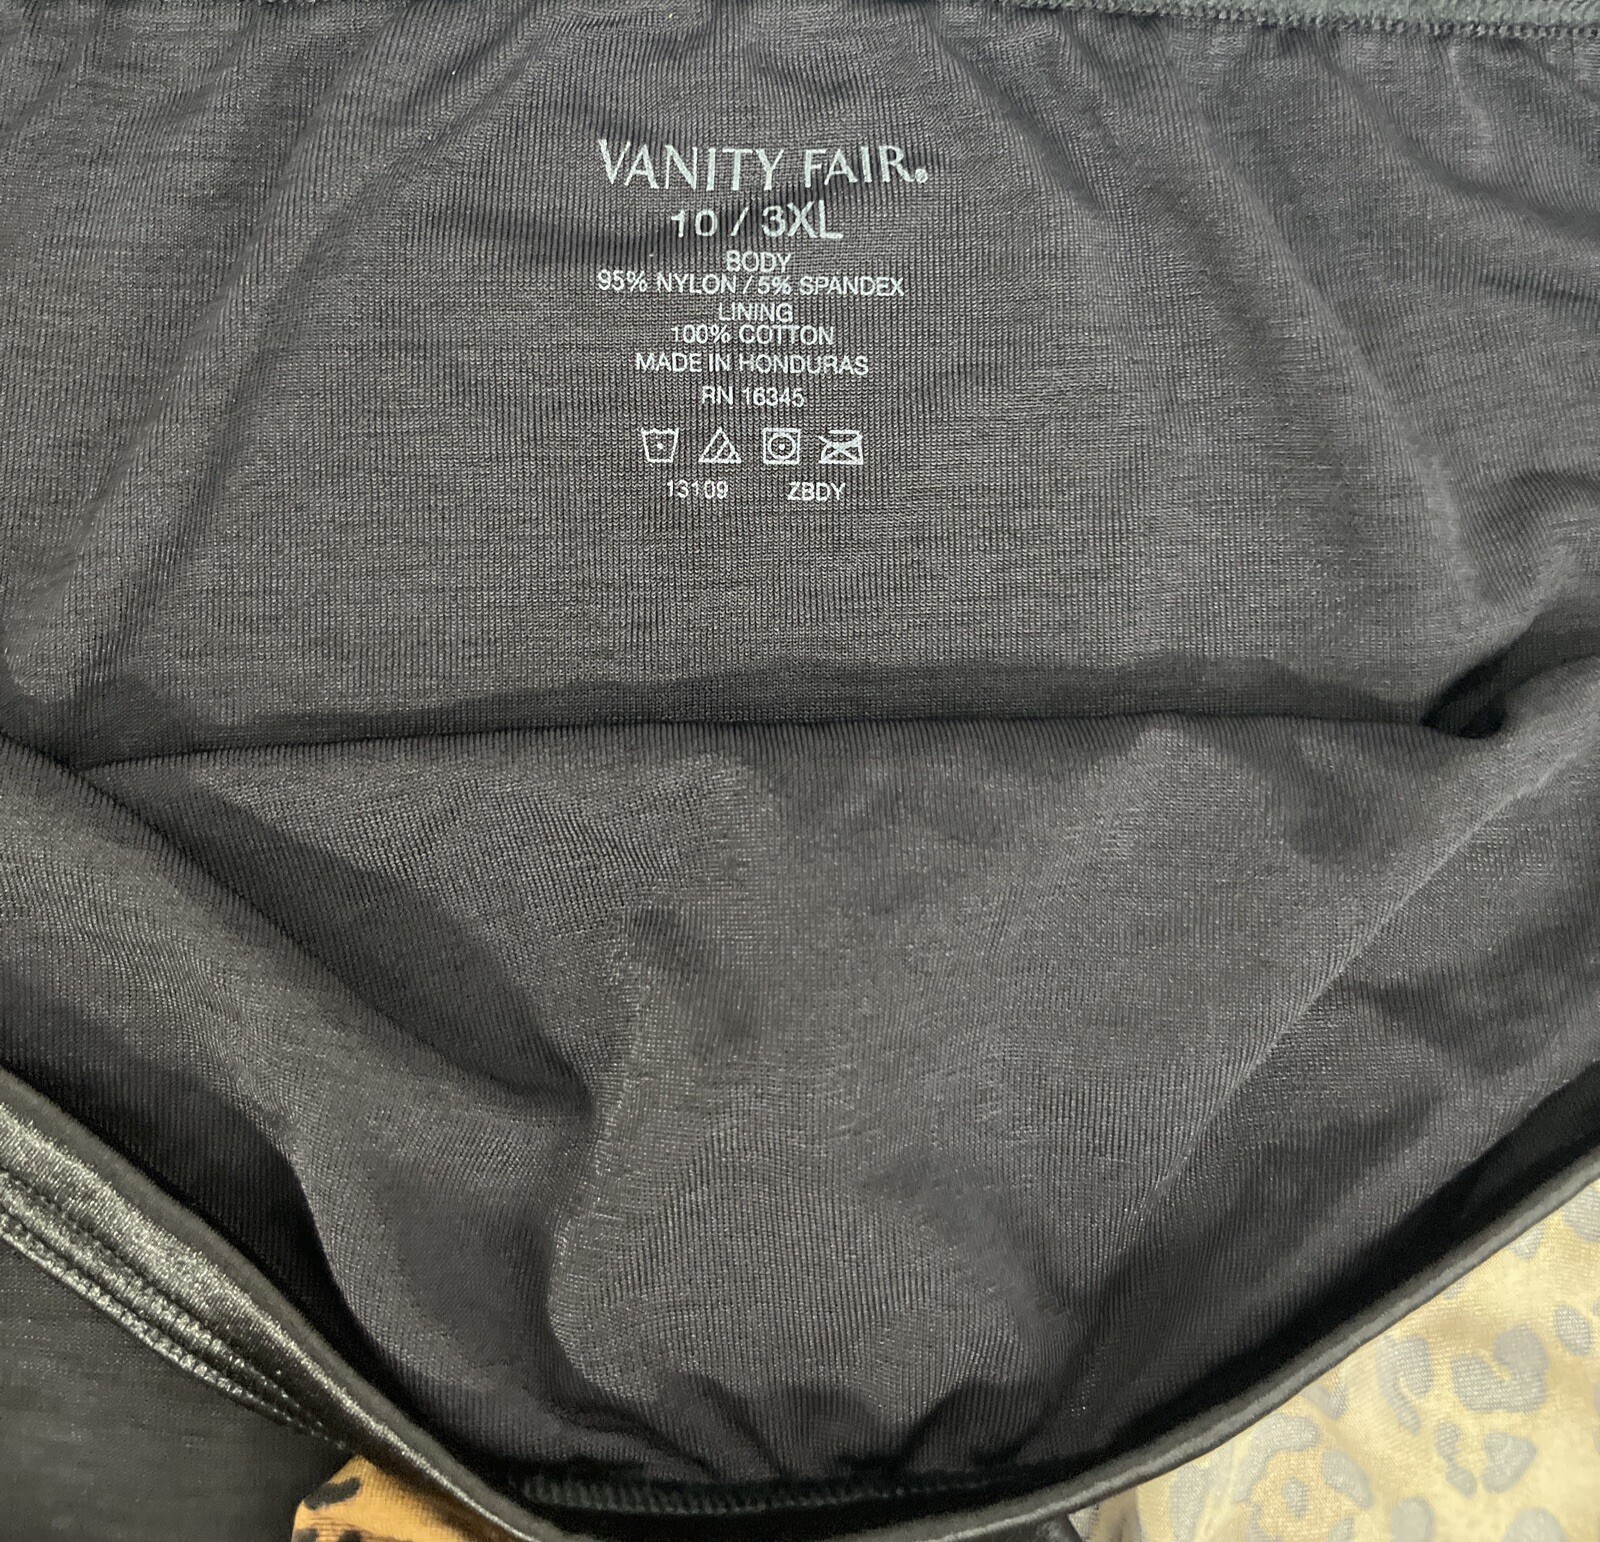 VANITY FAIR®
10 / 3XL
BODY
95% NYLON / 5% SPANDEX
LINING
100% COTTON
MADE IN HONDURAS
RN 16345
13109 ZBDY